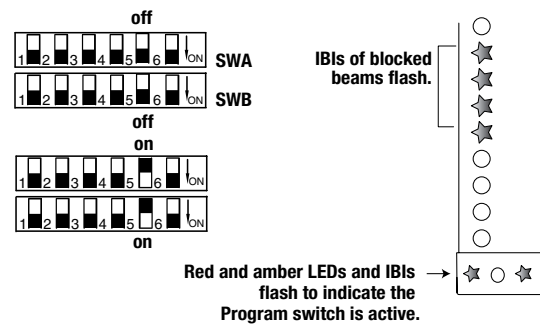 off
1 2 3 4 5 6 ON SWA
1 2 3 4 5 6 ON SWB
off
on
1 2 3 4 5 6 ON
1 2 3 4 5 6 ON
on
IBIs of blocked
beams flash.
Red and amber LEDs and IBIs
flash to indicate the
Program switch is active.